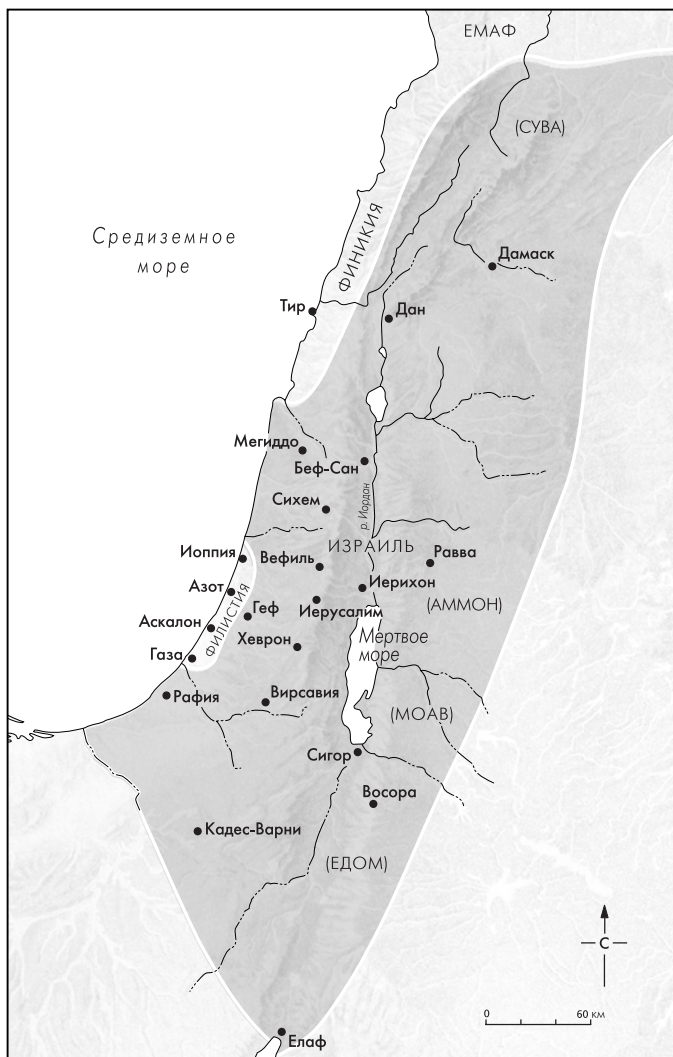 ЕМАФ
(СУВА)
Средиземное
море
ФИНИКИЯ
Дамаск
Тир
Дан
Мегиддо
Беф-Сан
Сихем
р. Иордан
ИЗРАИЛЬ
Иоппия
Вефиль
Равва
Азот
Иерихон
ФИЛИСТИЯ
Геф
Иерусалим
(АММОН)
Аскалон
Хеврон
Мертвое
море
Газа
Рафия
Вирсавия
(МОАВ)
Сигор
Восора
Кадес-Варни
(ЕДОМ)
С
0 60 км
Елаф